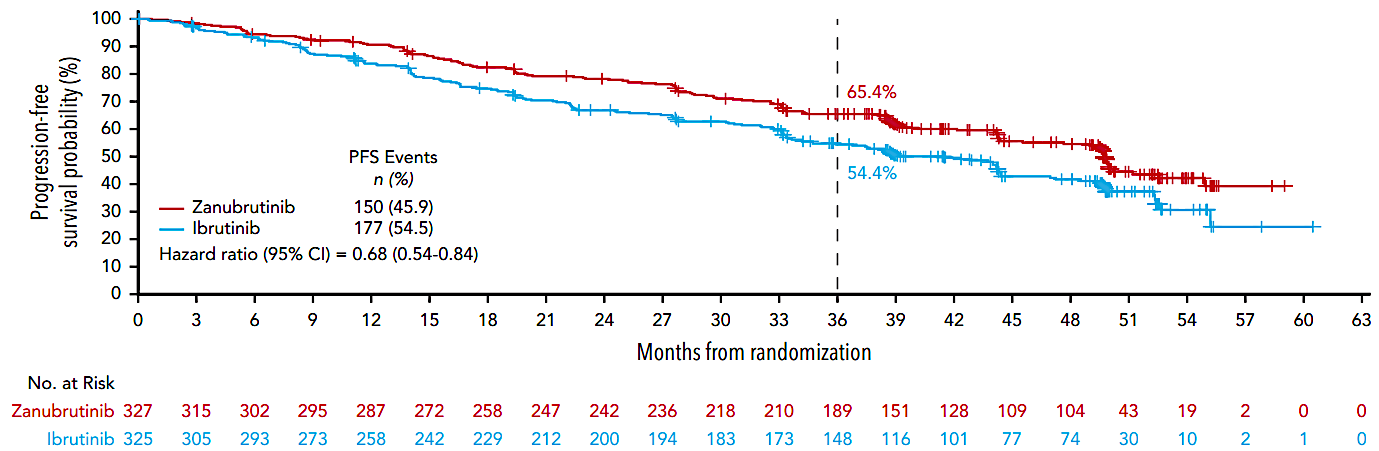 100
90
80
70
60
50
40
30
20
10
0
Progression-free
survival probability (%)
65.4%
54.4%
PFS Events
n (%)
Zanubrutinib 150 (45.9)
Ibrutinib 177 (54.5)
Hazard ratio (95% CI) = 0.68 (0.54-0.84)
0 3 6 9 12 15 18 21 24 27 30 33 36 39 42 45 48 51 54 57 60 63
Months from randomization
No. at Risk
Zanubrutinib 327 315 302 295 287 272 258 247 242 236 218 210 189 151 128 109 104 43 19 2 0 0
Ibrutinib 325 305 293 273 258 242 229 212 200 194 183 173 148 116 101 77 74 30 10 2 1 0